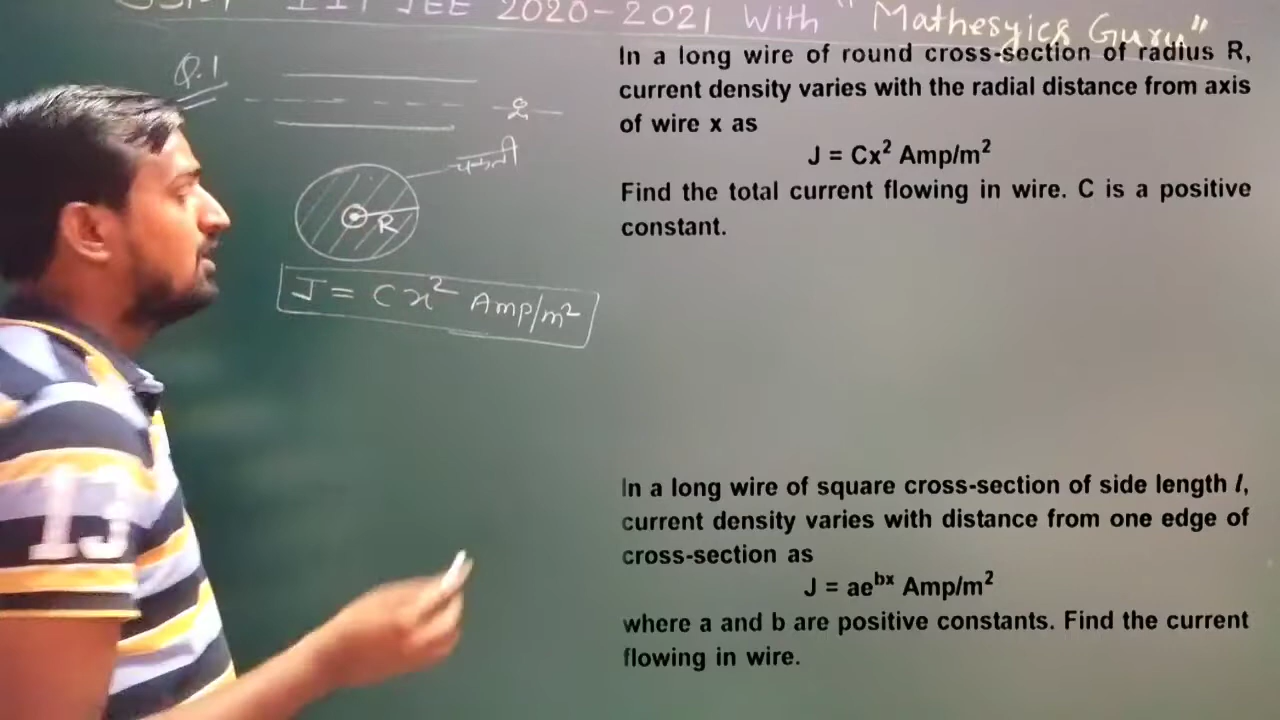 IIT JEE 2020-2021 With "Mathesyics Guru"
Q.1
R
J = Cx² Amp/m²
In a long wire of round cross-section of radius R,
current density varies with the radial distance from axis
of wire x as
J = Cx² Amp/m²
Find the total current flowing in wire. C is a positive
constant.
In a long wire of square cross-section of side length l,
current density varies with distance from one edge of
cross-section as
J = ae^bx Amp/m²
where a and b are positive constants. Find the current
flowing in wire.
13